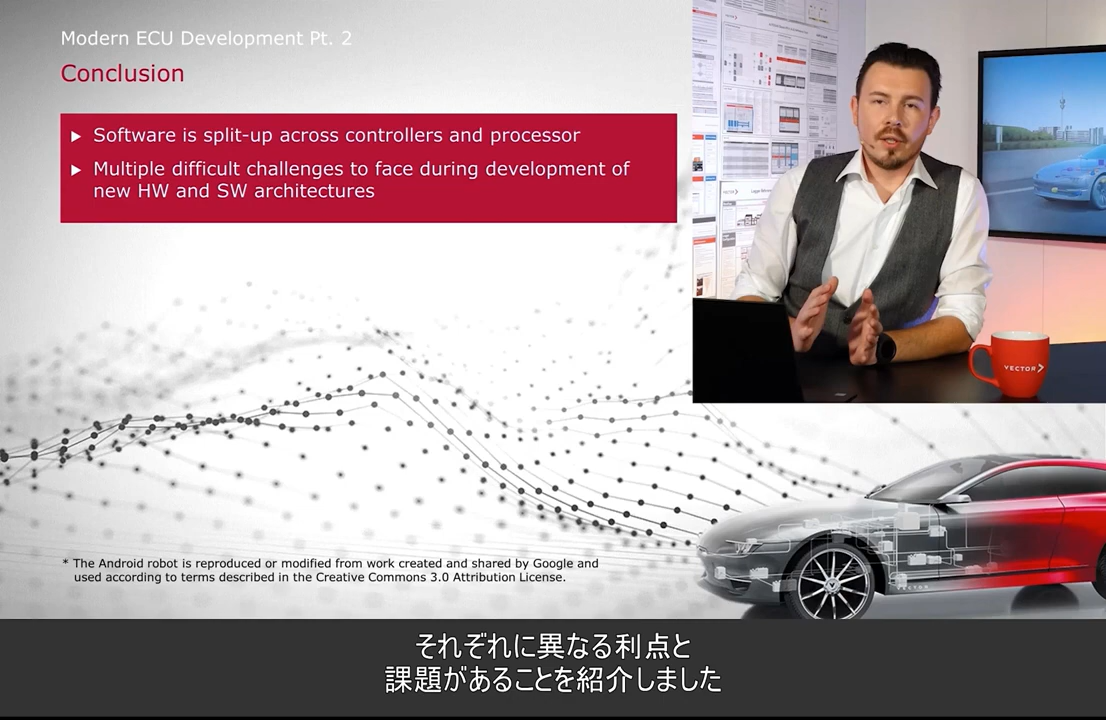 Modern ECU Development Pt. 2
Conclusion
▶ Software is split-up across controllers and processor
▶ Multiple difficult challenges to face during development of
new HW and SW architectures
VECTOR
* The Android robot is reproduced or modified from work created and shared by Google and
used according to terms described in the Creative Commons 3.0 Attribution License.
それぞれに異なる利点と
課題があることを紹介しました